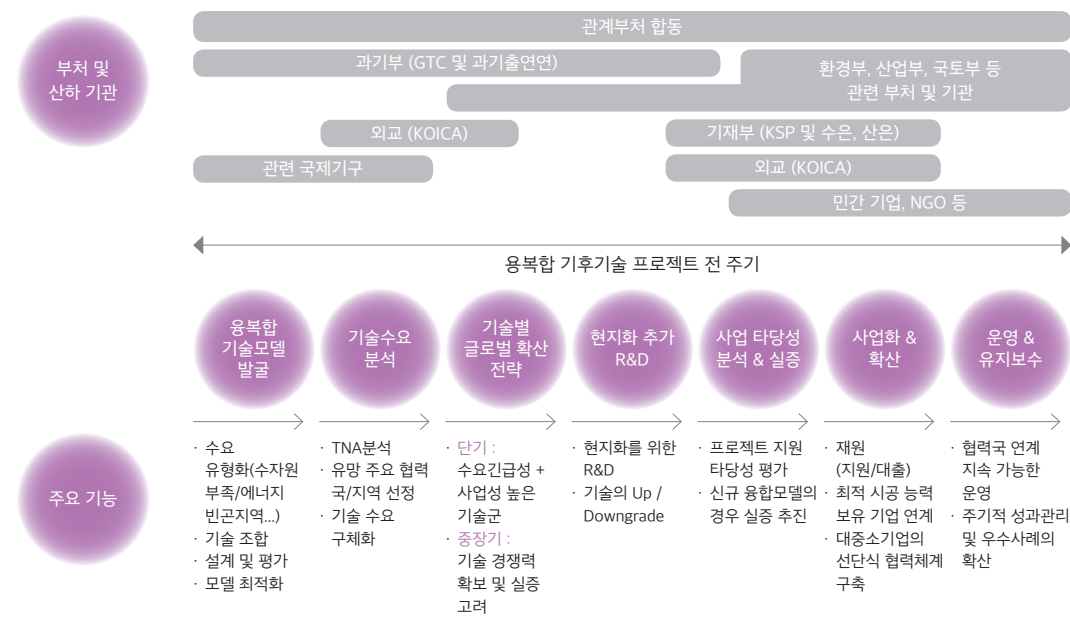 부처 및
산하 기관
관계부처 합동
과기부 (GTC 및 과기출연연)
환경부, 산업부, 국토부 등
관련 부처 및 기관
외교 (KOICA)
기재부 (KSP 및 수은, 산은)
관련 국제기구
외교 (KOICA)
민간 기업, NGO 등
용복합 기후기술 프로젝트 전 주기
융복합
기술모델
발굴
기술수요
분석
기술별
글로벌 확산
전략
현지화 추가
R&D
사업 타당성
분석 & 실증
사업화 &
확산
운영 &
유지보수
주요 기능
· 수요
유형화(수자원
부족/에너지
빈곤지역...)
· 기술 조합
· 설계 및 평가
· 모델 최적화
· TNA분석
· 유망 주요 협력
국/지역 선정
· 기술 수요
구체화
· 단기 :
수요긴급성 +
사업성 높은
기술군
· 중장기 :
기술 경쟁력
확보 및 실증
고려
· 현지화를 위한
R&D
· 기술의 Up /
Downgrade
· 프로젝트 지원
타당성 평가
· 신규 융합모델의
경우 실증 추진
· 재원
(지원/대출)
· 최적 시공 능력
보유 기업 연계
· 대중소기업의
선단식 협력체계
구축
· 협력국 연계
지속 가능한
운영
· 주기적 성과관리
및 우수사례의
확산